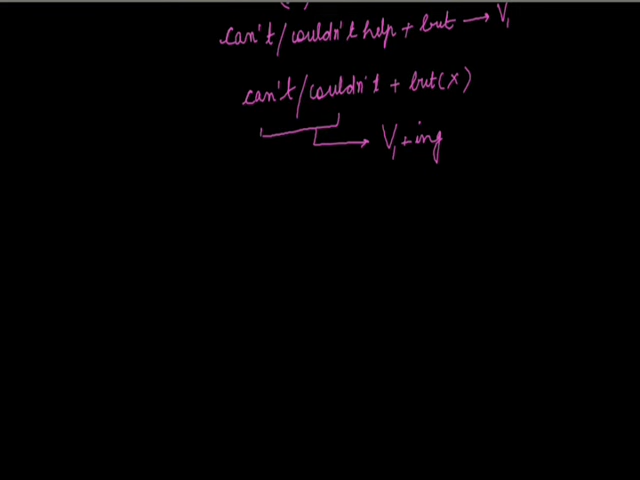 can't/couldn't help + but → V₁
can't/couldn't + but(x)
→ V₁+ing